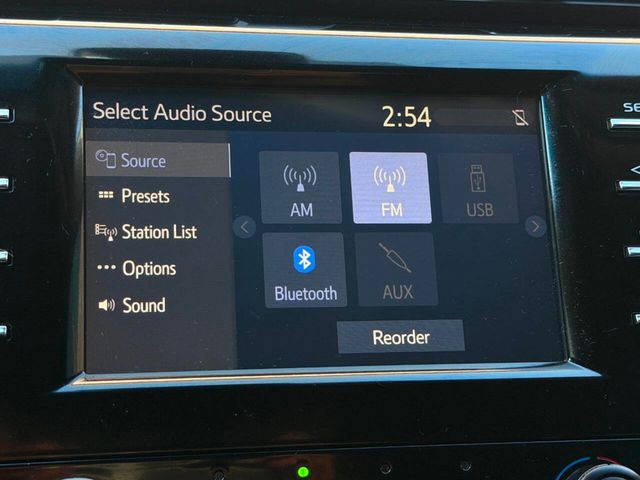 Select Audio Source
2:54
Source
Presets
Station List
Options
Sound
AM
FM
USB
Bluetooth
AUX
Reorder